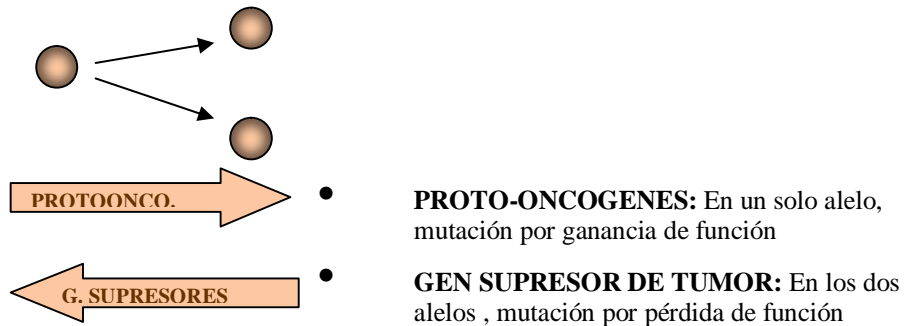 PROTOONCO.
• PROTO-ONCOGENES: En un solo alelo,
mutación por ganancia de función
G. SUPRESORES
• GEN SUPRESOR DE TUMOR: En los dos
alelos , mutación por pérdida de función